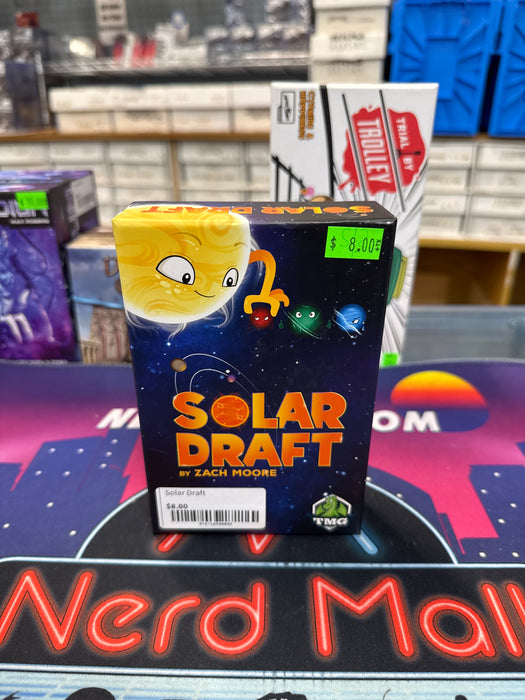 SOLAR DRAFT
$ 8.00
TRIAL BY
TROLLEY
SOLAR
DRAFT
BY ZACH MOORE
Solar Draft
$8.00
TMG
OM
Nerd Mall